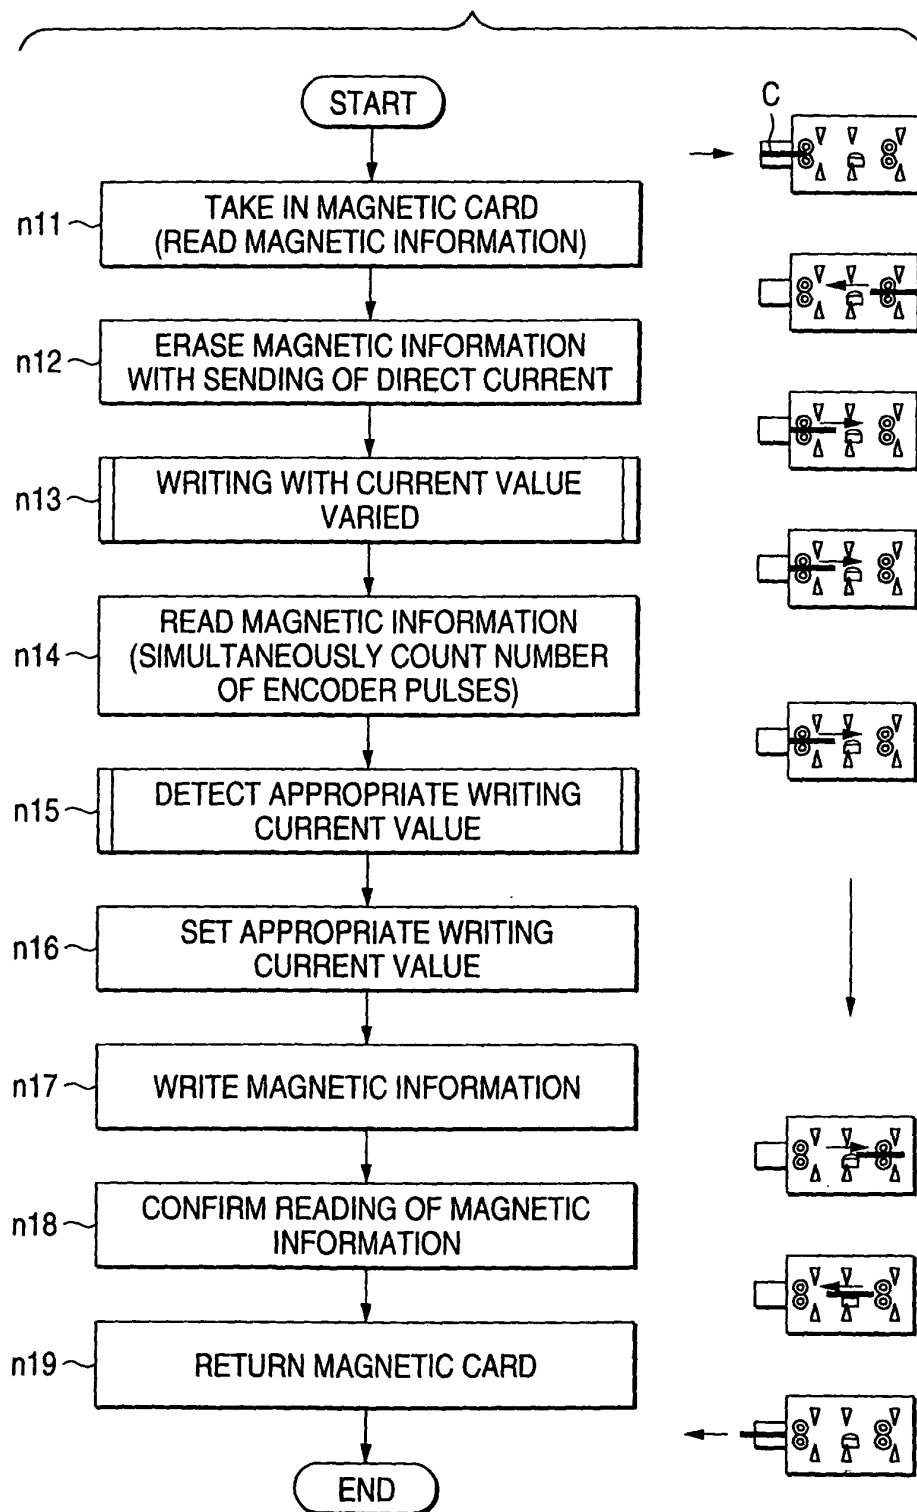 START
C
n11
TAKE IN MAGNETIC CARD
(READ MAGNETIC INFORMATION)
n12
ERASE MAGNETIC INFORMATION
WITH SENDING OF DIRECT CURRENT
n13
WRITING WITH CURRENT VALUE
VARIED
n14
READ MAGNETIC INFORMATION
(SIMULTANEOUSLY COUNT NUMBER
OF ENCODER PULSES)
n15
DETECT APPROPRIATE WRITING
CURRENT VALUE
n16
SET APPROPRIATE WRITING
CURRENT VALUE
n17
WRITE MAGNETIC INFORMATION
n18
CONFIRM READING OF MAGNETIC
INFORMATION
n19
RETURN MAGNETIC CARD
END